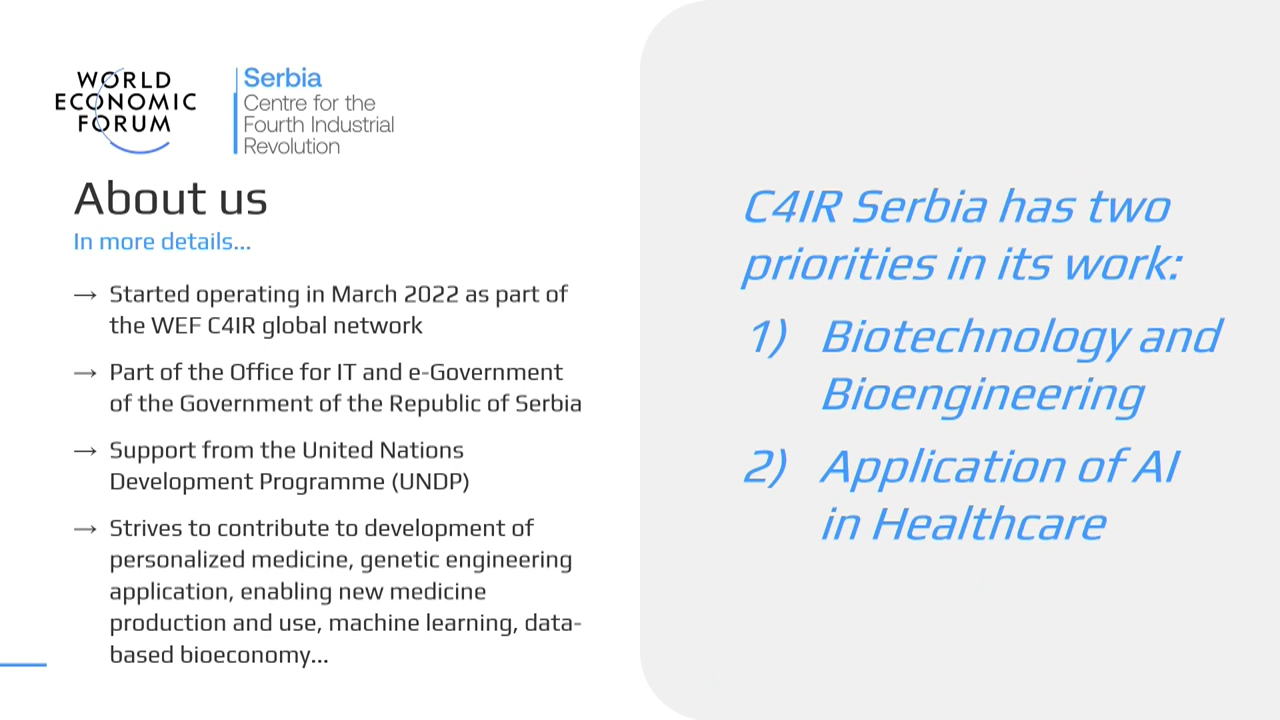 WORLD
ECONOMIC
FORUM
Serbia
Centre for the
Fourth Industrial
Revolution
About us
In more details...
→ Started operating in March 2022 as part of
the WEF C4IR global network
→ Part of the Office for IT and e-Government
of the Government of the Republic of Serbia
→ Support from the United Nations
Development Programme (UNDP)
→ Strives to contribute to development of
personalized medicine, genetic engineering
application, enabling new medicine
production and use, machine learning, data-
based bioeconomy...
C4IR Serbia has two
priorities in its work:
1) Biotechnology and
Bioengineering
2) Application of AI
in Healthcare